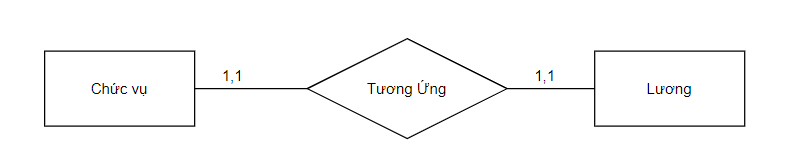 Chức vụ
1,1
Tương Ứng
1,1
Lương